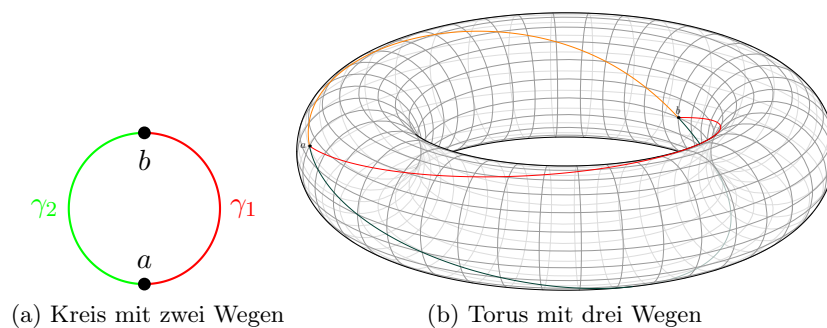 b
γ2
γ1
a
a
b
(a) Kreis mit zwei Wegen
(b) Torus mit drei Wegen